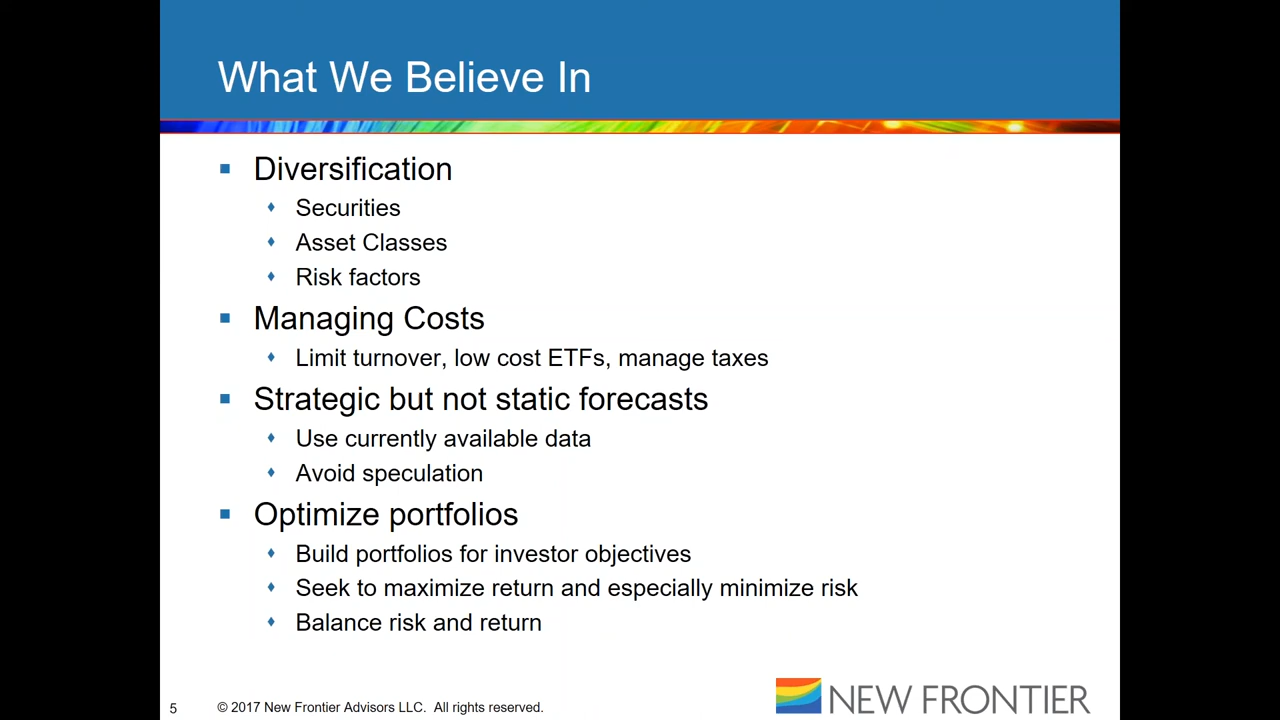 What We Believe In
Diversification
Securities
Asset Classes
Risk factors
Managing Costs
Limit turnover, low cost ETFs, manage taxes
Strategic but not static forecasts
Use currently available data
Avoid speculation
Optimize portfolios
Build portfolios for investor objectives
Seek to maximize return and especially minimize risk
Balance risk and return
5 © 2017 New Frontier Advisors LLC.  All rights reserved.
NEW FRONTIER